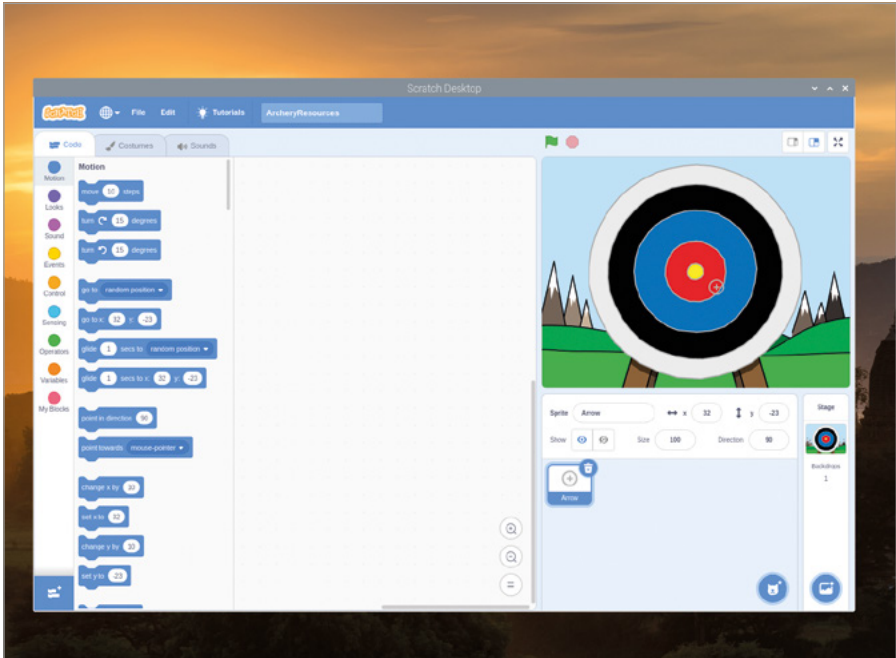 Scratch Desktop
SCRATCH File Edit Tutorials ArcheryResourses
Code Costumes Sounds
Motion
Looks
Sound
Events
Control
Sensing
Operators
Variables
My Blocks
Motion
move 10 steps
turn 15 degrees
turn 15 degrees
go to random position
go to x: 32 y: -23
glide 1 secs to random position
glide 1 secs to x: 32 y: -23
point in direction 90
point towards mouse-pointer
change x by 10
set x to 32
change y by 10
set y to -23
Sprite Arrow x 32 y -23
Show Size 100 Direction 90
Arrow
Stage
Backdrops
1